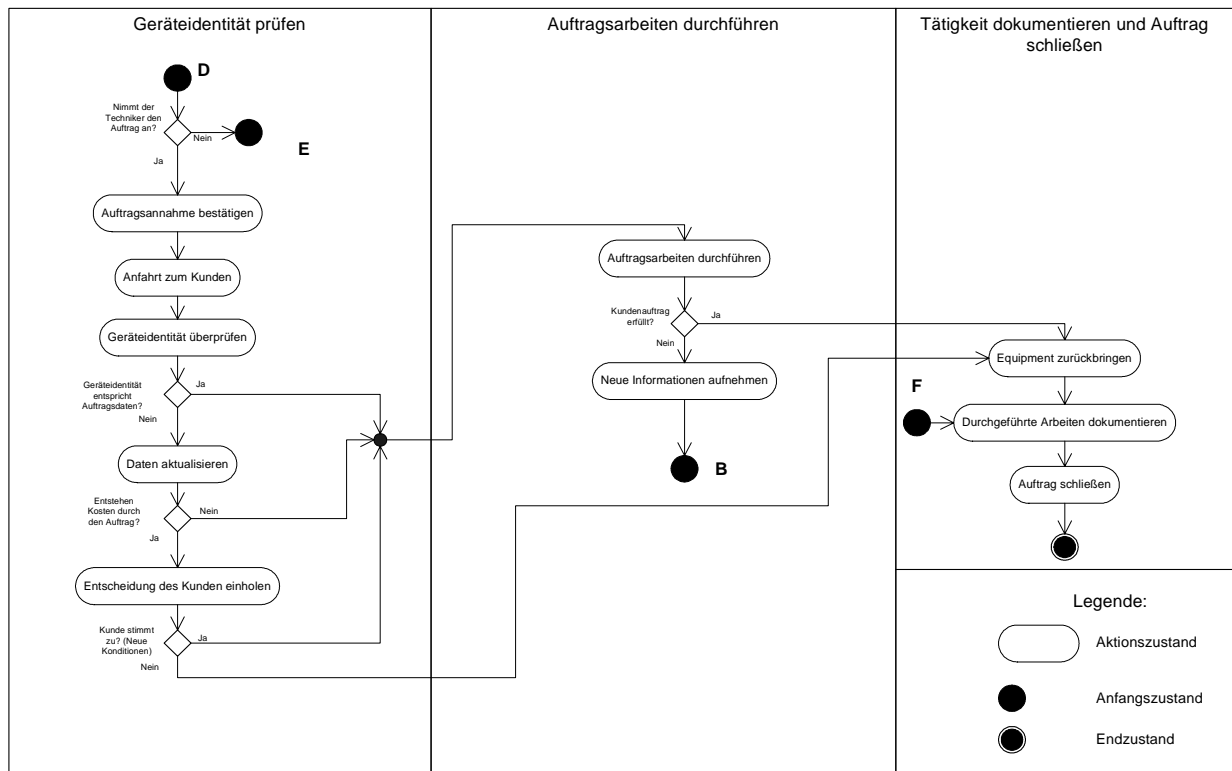 Geräteidentität prüfen
D
Nimmt der
Techniker den
Auftrag an?
Nein
E
Ja
Auftragsannahme bestätigen
Anfahrt zum Kunden
Geräteidentität überprüfen
Geräteidentität
entspricht
Auftragsdaten?
Ja
Nein
Daten aktualisieren
Entstehen
Kosten durch
den Auftrag?
Nein
Ja
Entscheidung des Kunden einholen
Kunde stimmt
zu? (Neue
Konditionen)
Ja
Nein
Auftragsarbeiten durchführen
Auftragsarbeiten durchführen
Kundenauftrag
erfüllt?
Ja
Nein
Neue Informationen aufnehmen
B
Tätigkeit dokumentieren und Auftrag
schließen
Equipment zurückbringen
F
Durchgeführte Arbeiten dokumentieren
Auftrag schließen
Legende:
Aktionszustand
Anfangszustand
Endzustand